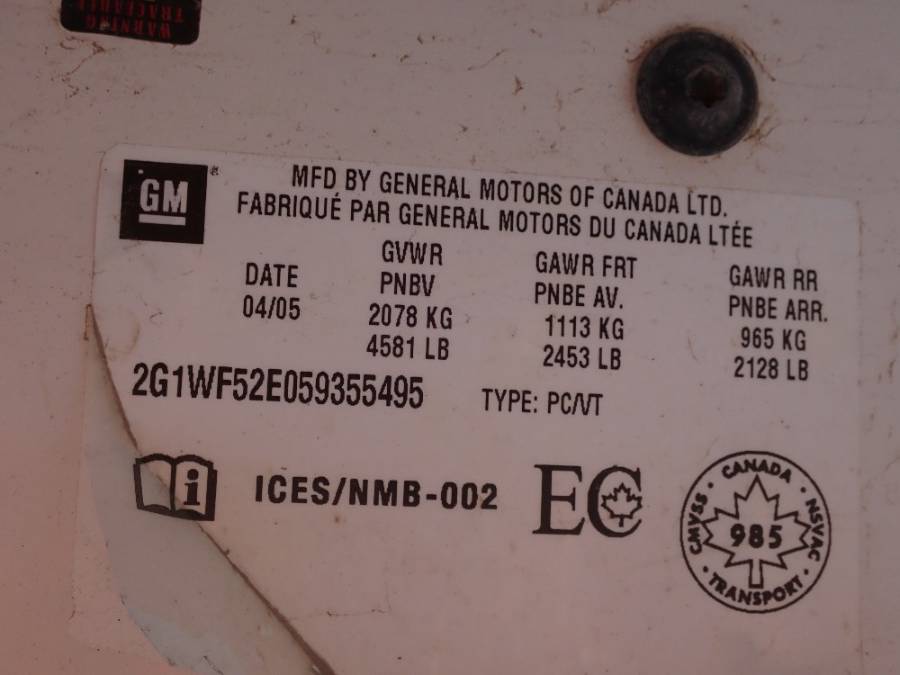 WARNING
TRACEABLE
GM
MFD BY GENERAL MOTORS OF CANADA LTD.
FABRIQUÉ PAR GENERAL MOTORS DU CANADA LTÉE
DATE
04/05
GVWR
PNBV
2078 KG
4581 LB
GAWR FRT
PNBE AV.
1113 KG
2453 LB
GAWR RR
PNBE ARR.
965 KG
2128 LB
2G1WF52E059355495 TYPE: PC/VT
i ICES/NMB-002 EC
CANADA
CMVSS 985 NSVAC
TRANSPORT